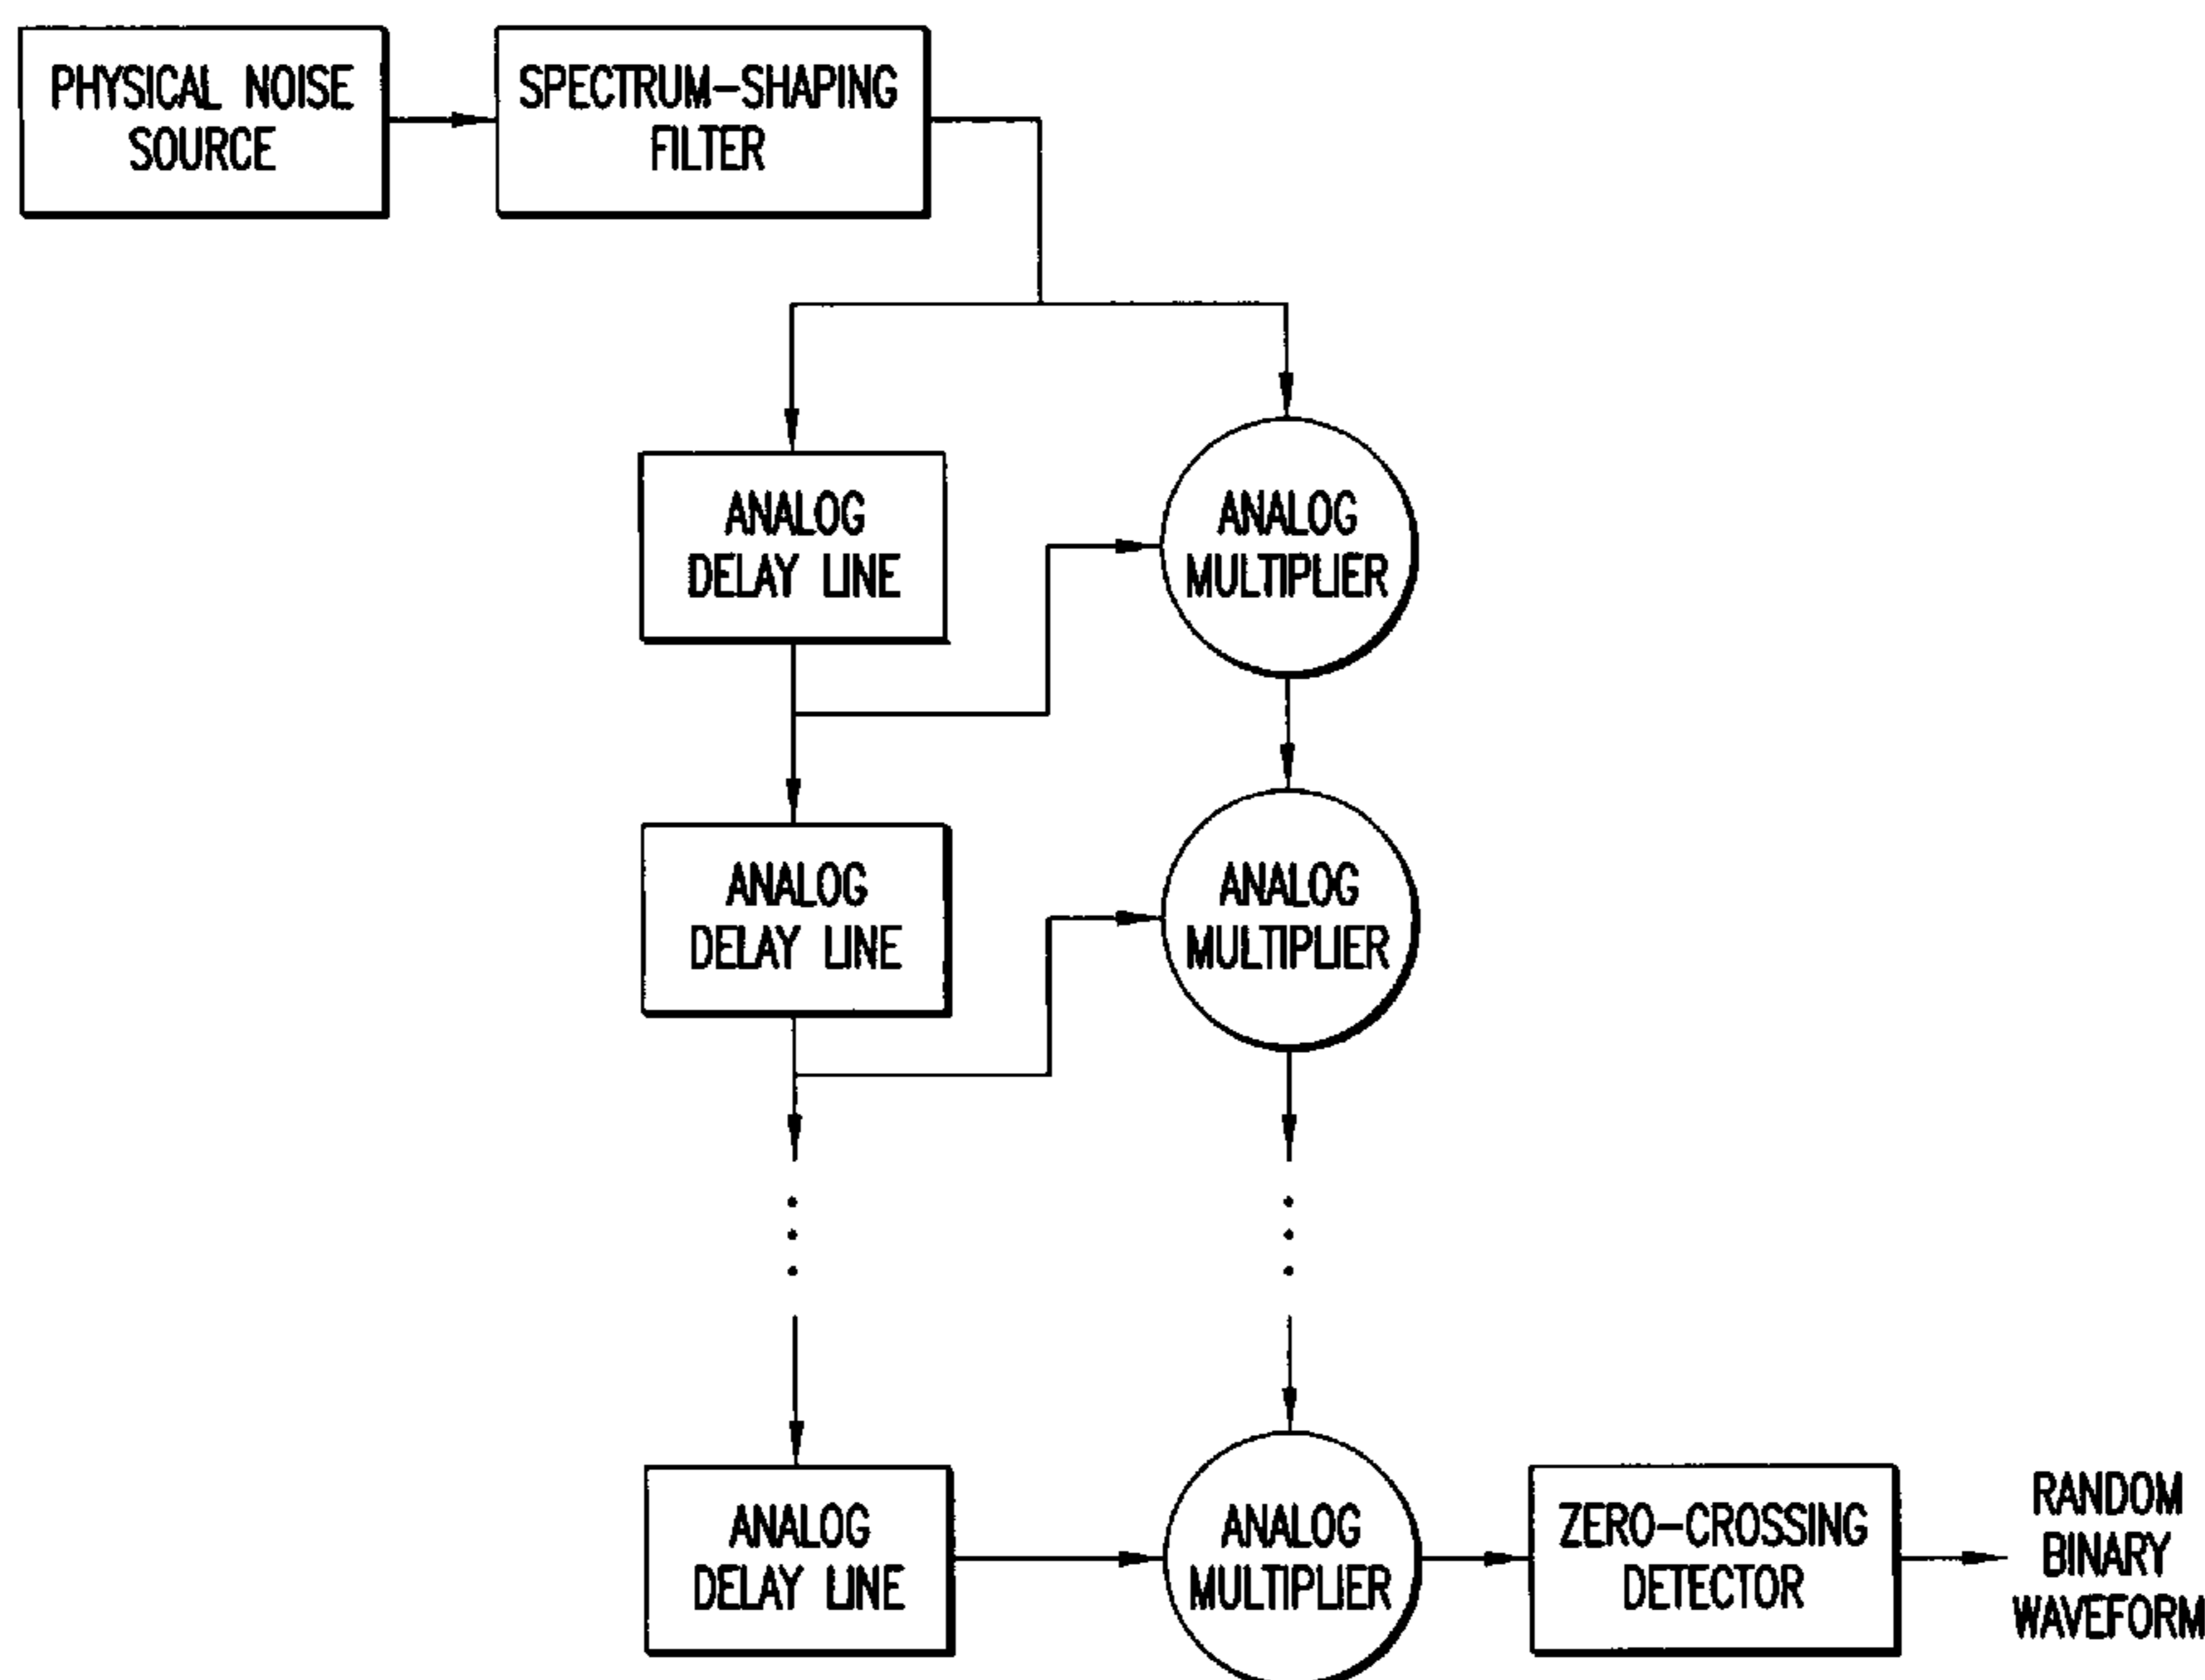 PHYSICAL NOISE
SOURCE
SPECTRUM-SHAPING
FILTER
ANALOG
DELAY LINE
ANALOG
MULTIPLIER
ANALOG
DELAY LINE
ANALOG
MULTIPLIER
ANALOG
DELAY LINE
ANALOG
MULTIPLIER
ZERO-CROSSING
DETECTOR
RANDOM
BINARY
WAVEFORM